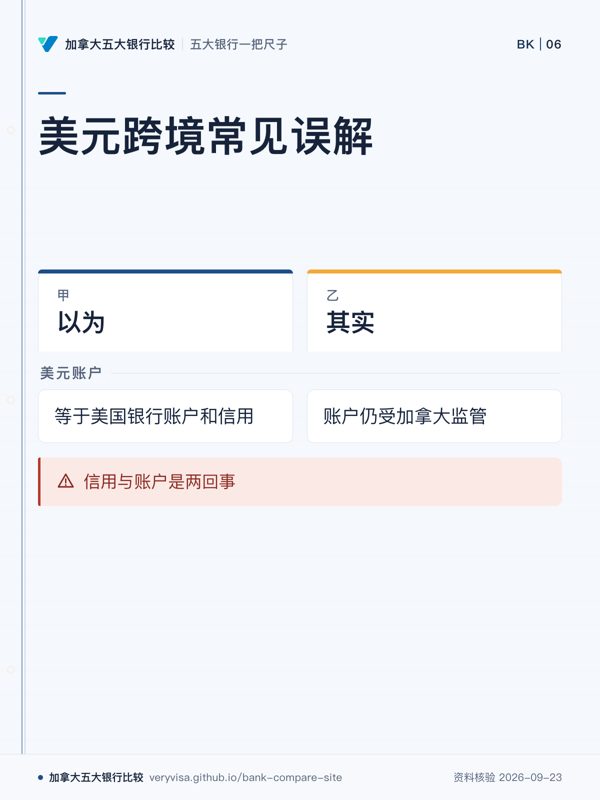 加拿大五大银行比较 五大银行一把尺子 BK | 06
美元跨境常见误解
甲
以为
乙
其实
美元账户
等于美国银行账户和信用
账户仍受加拿大监管
信用与账户是两回事
加拿大五大银行比较 veryvisa.github.io/bank-compare-site 资料核验 2026-09-23